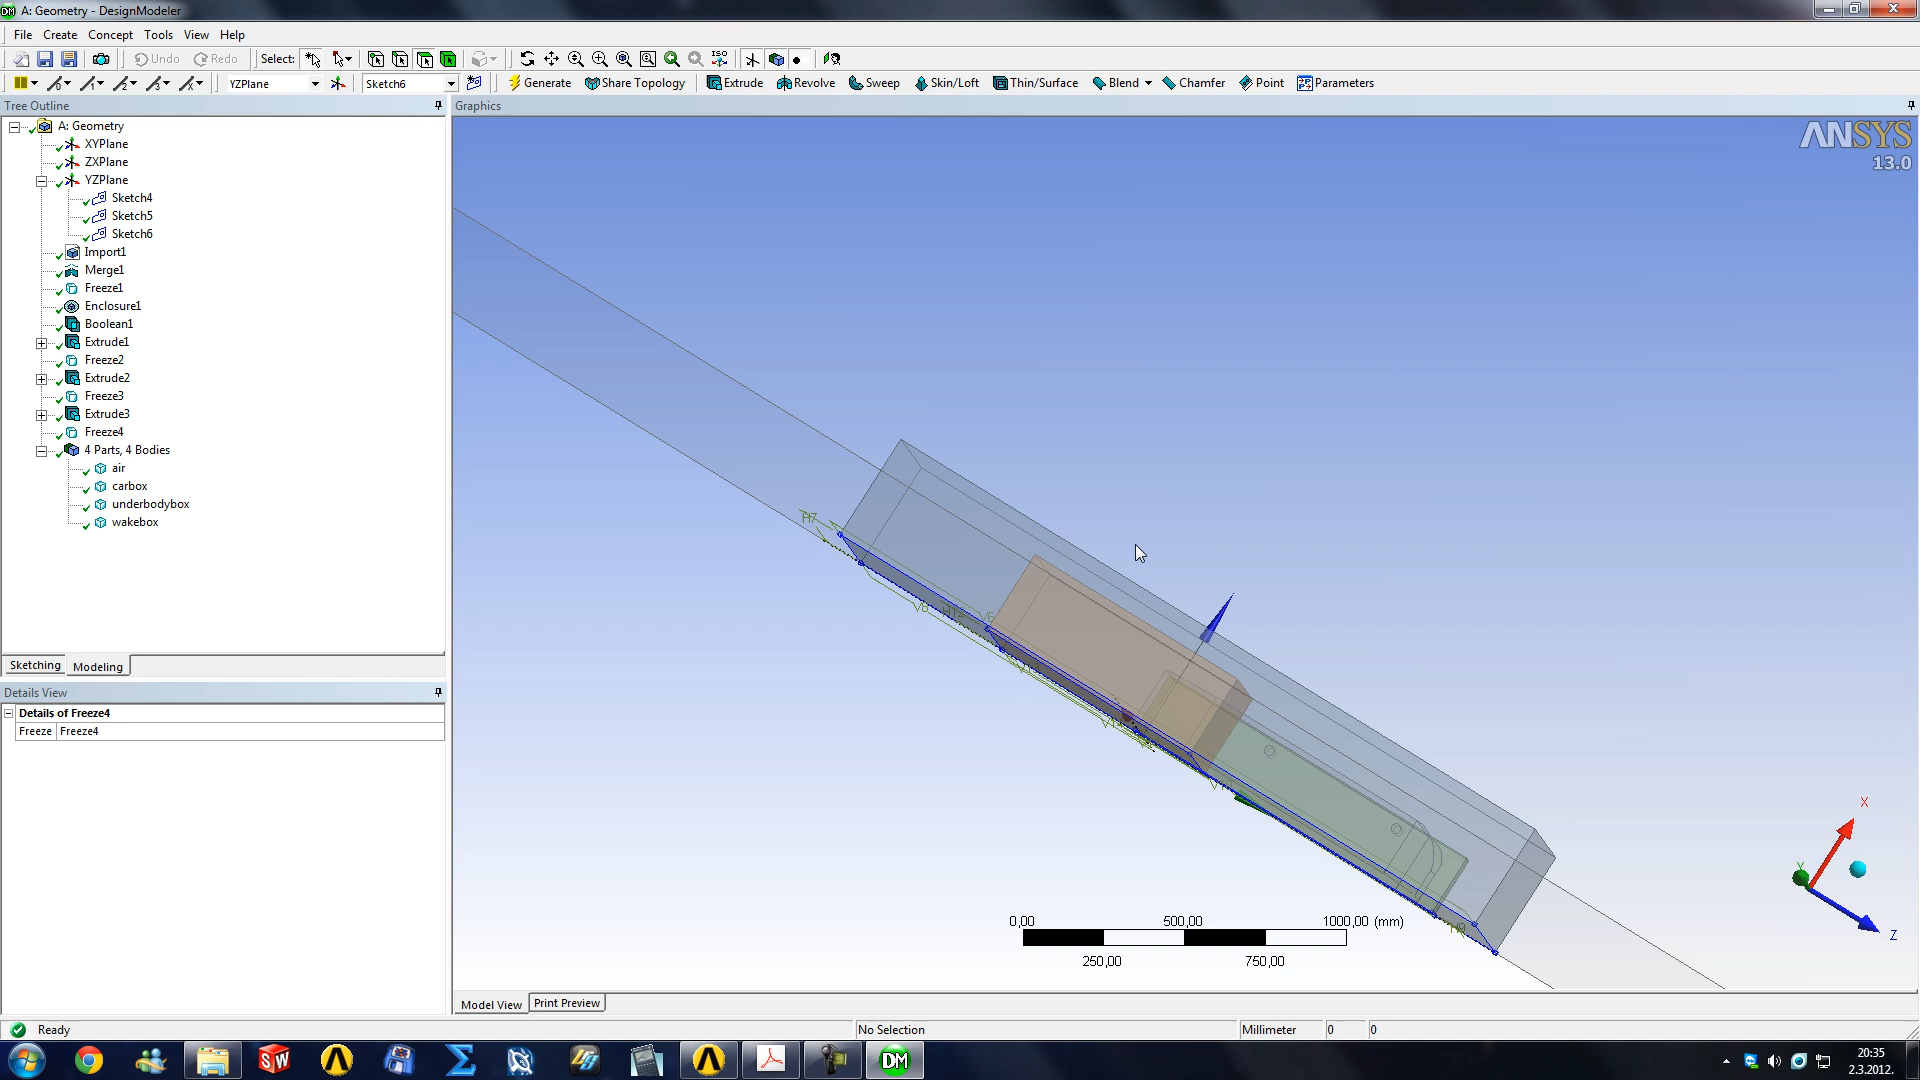 A: Geometry - DesignModeler
File Create Concept Tools View Help
Undo Redo Select: ISO
YZPlane Sketch6 Generate Share Topology Extrude Revolve Sweep Skin/Loft Thin/Surface Blend Chamfer Point Parameters
Tree Outline
A: Geometry
XYPlane
ZXPlane
YZPlane
Sketch4
Sketch5
Sketch6
Import1
Merge1
Freeze1
Enclosure1
Boolean1
Extrude1
Freeze2
Extrude2
Freeze3
Extrude3
Freeze4
4 Parts, 4 Bodies
air
carbox
underbodybox
wakebox
Sketching Modeling
Details View
Details of Freeze4
Freeze Freeze4
Graphics
ANSYS
13.0
H7
0,00 500,00 1000,00 (mm)
250,00 750,00
X
Y
Z
Model View Print Preview
Ready No Selection Millimeter 0 0
SW Σ DM
20:35
2.3.2012.